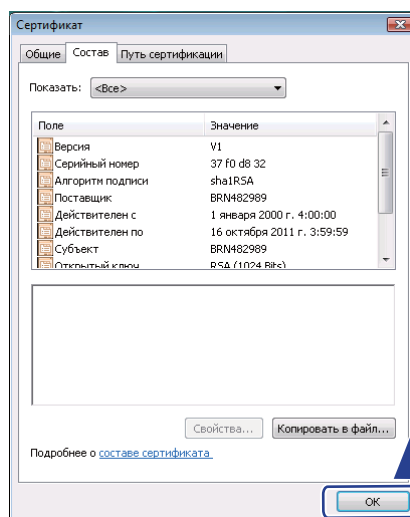 Сертификат
Общие Состав Путь сертификации
Показать: <Все>
Поле Значение
Версия V1
Серийный номер 37 f0 d8 32
Алгоритм подписи sha1RSA
Поставщик BRN482989
Действителен с 1 января 2000 г. 4:00:00
Действителен по 16 октября 2011 г. 3:59:59
Субъект BRN482989
Открытый ключ RSA (1024 Bits)
Свойства... Копировать в файл...
Подробнее о составе сертификата
OK